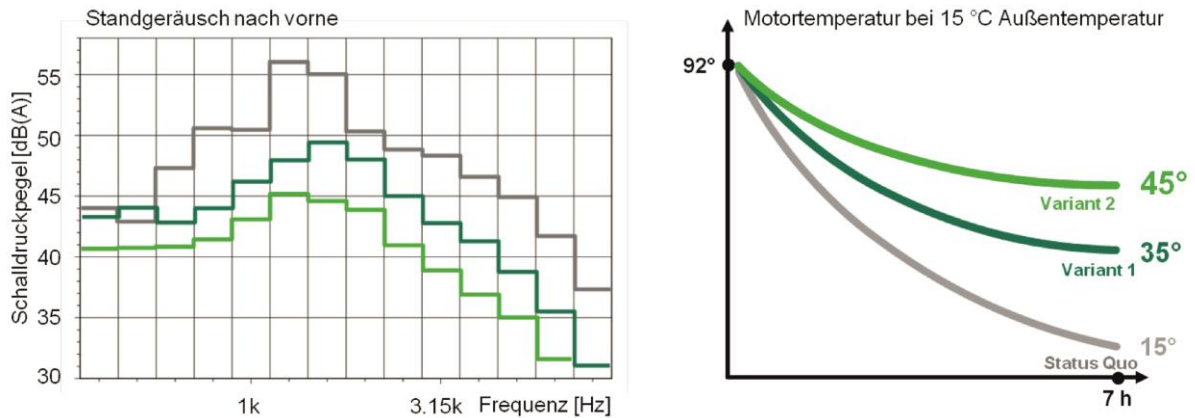 Standgeräusch nach vorne
Schalldruckpegel [dB(A)]
55
50
45
40
35
30
1k
3.15k
Frequenz [Hz]
Motortemperatur bei 15 °C Außentemperatur
92°
45°
Variant 2
35°
Variant 1
15°
Status Quo
7 h